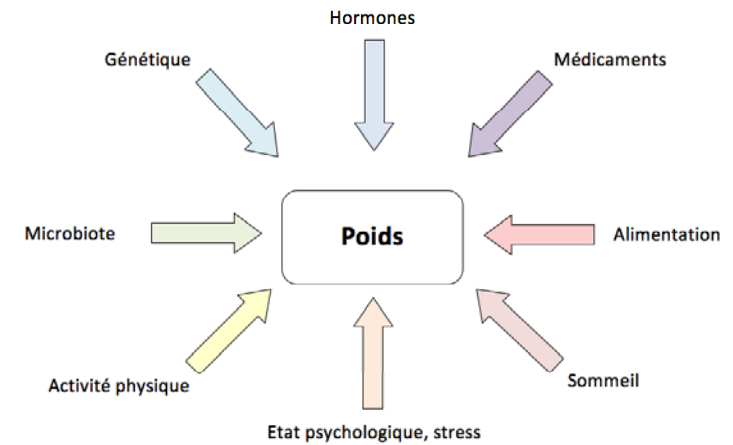 Hormones
Génétique
Médicaments
Microbiote
Poids
Alimentation
Activité physique
Sommeil
Etat psychologique, stress